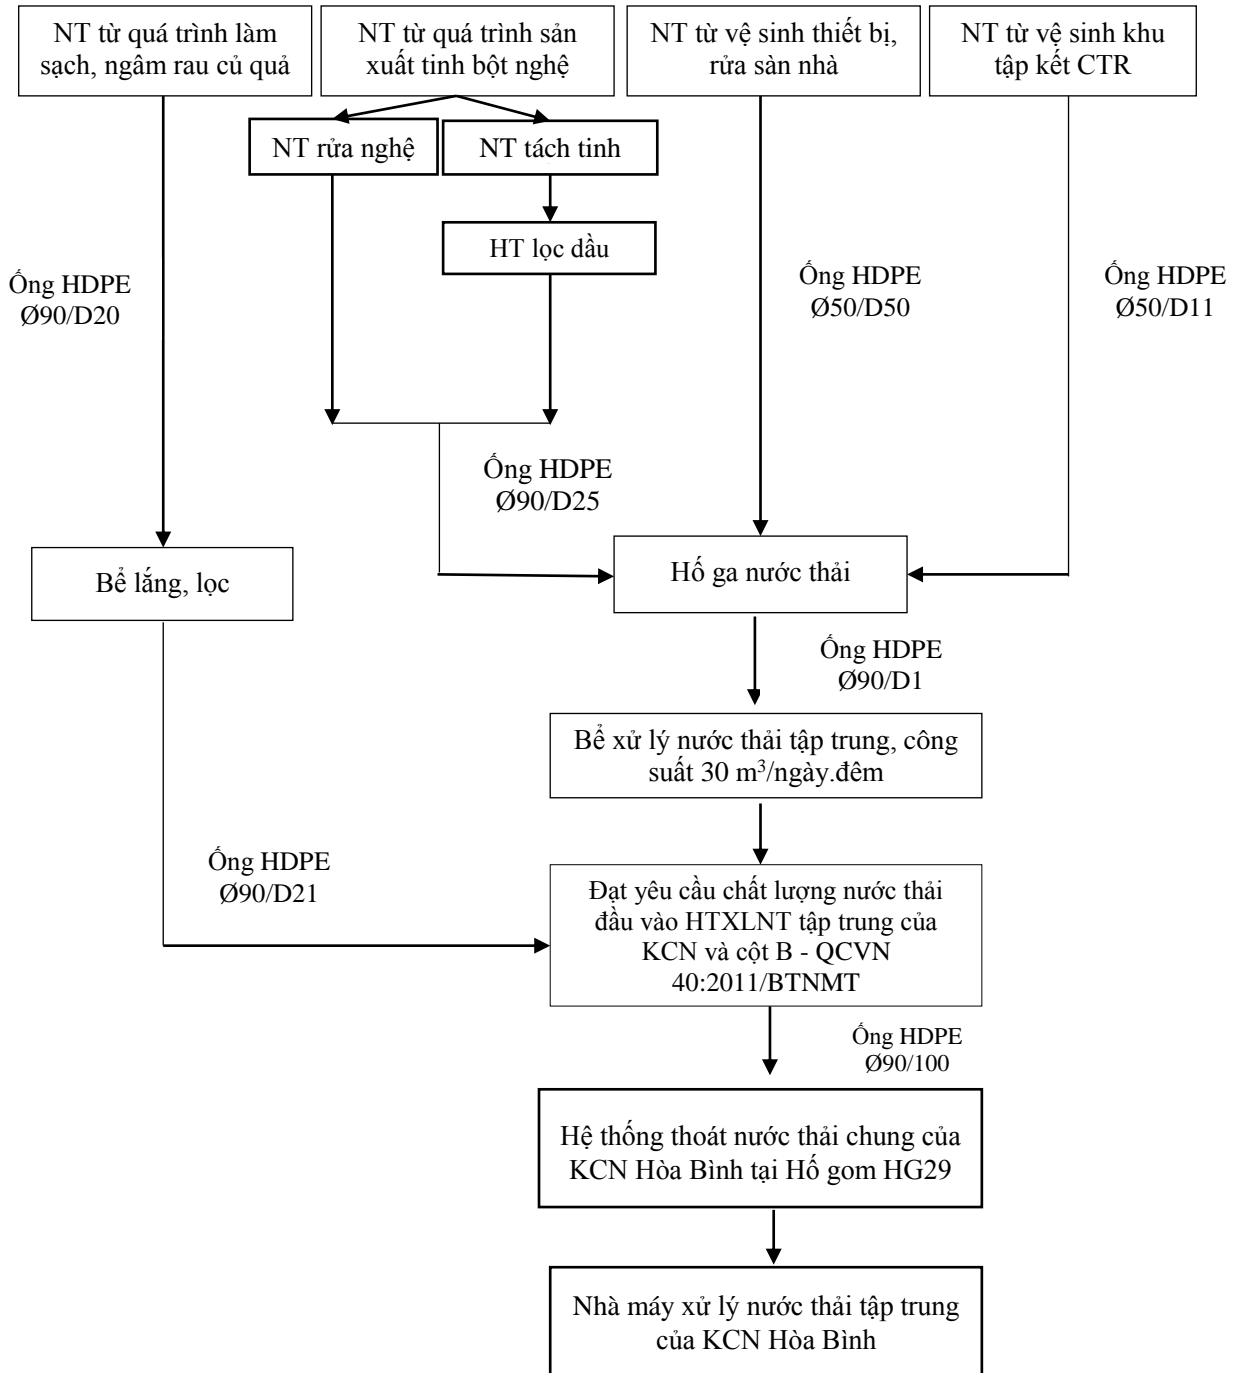 NT từ quá trình làm
sạch, ngâm rau củ quả
NT từ quá trình sản
xuất tinh bột nghệ
NT từ vệ sinh thiết bị,
rửa sàn nhà
NT từ vệ sinh khu
tập kết CTR
NT rửa nghệ
NT tách tinh
HT lọc dầu
Ống HDPE
Ø90/D20
Ống HDPE
Ø50/D50
Ống HDPE
Ø50/D11
Ống HDPE
Ø90/D25
Bể lắng, lọc
Hố ga nước thải
Ống HDPE
Ø90/D1
Bể xử lý nước thải tập trung, công
suất 30 m³/ngày.đêm
Ống HDPE
Ø90/D21
Đạt yêu cầu chất lượng nước thải
đầu vào HTXLNT tập trung của
KCN và cột B - QCVN
40:2011/BTNMT
Ống HDPE
Ø90/100
Hệ thống thoát nước thải chung của
KCN Hòa Bình tại Hố gom HG29
Nhà máy xử lý nước thải tập trung
của KCN Hòa Bình